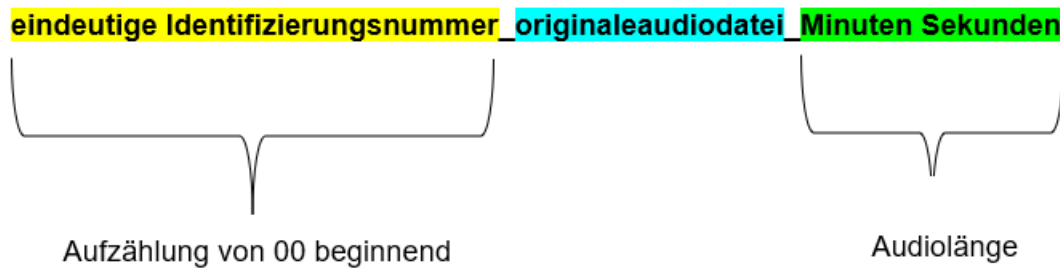 eindeutige Identifizierungsnummer_originaleaudiodatei_Minuten Sekunden
Aufzählung von 00 beginnend
Audiolänge